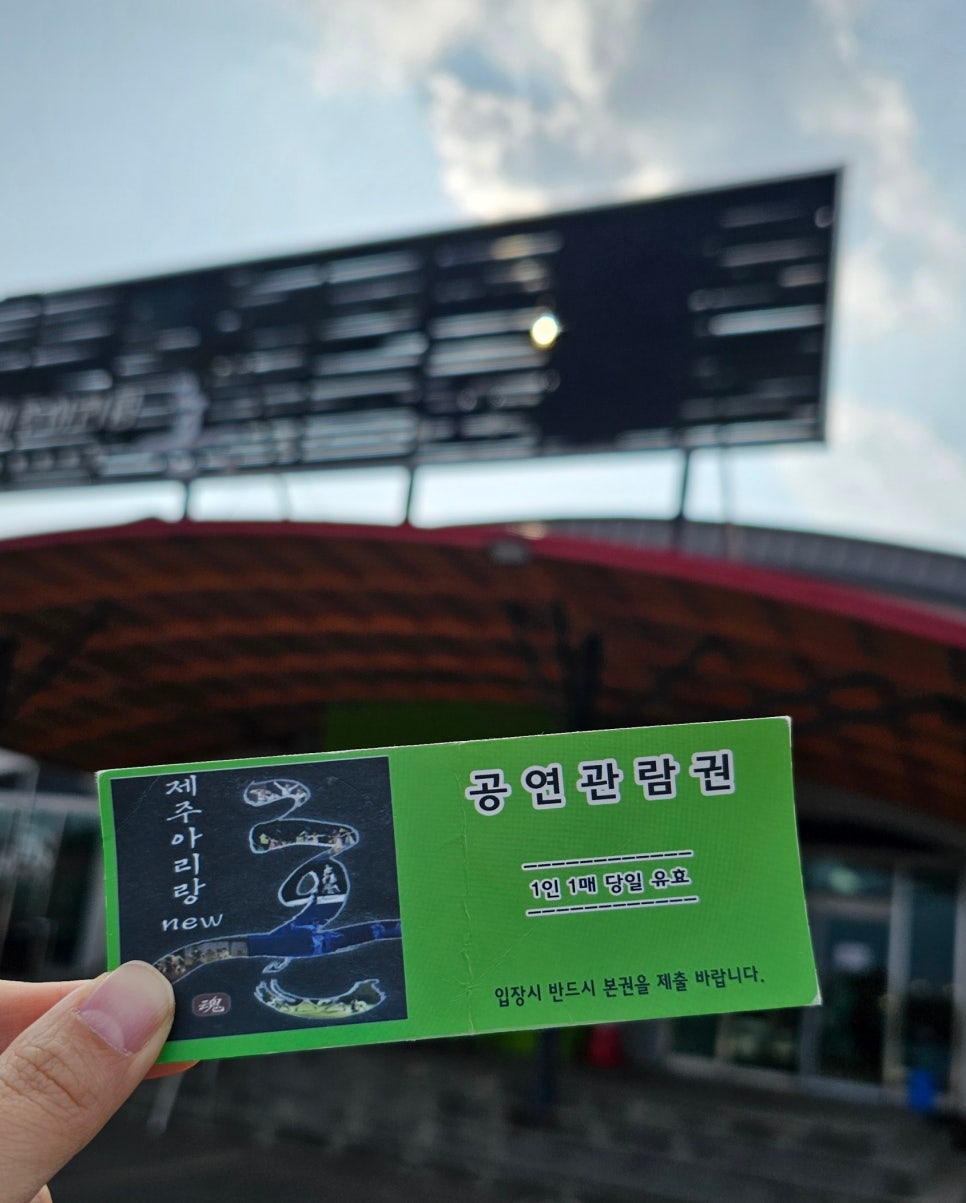 제주아리랑
new
혼
魂
공연관람권
1인 1매 당일 유효
입장시 반드시 본권을 제출 바랍니다.